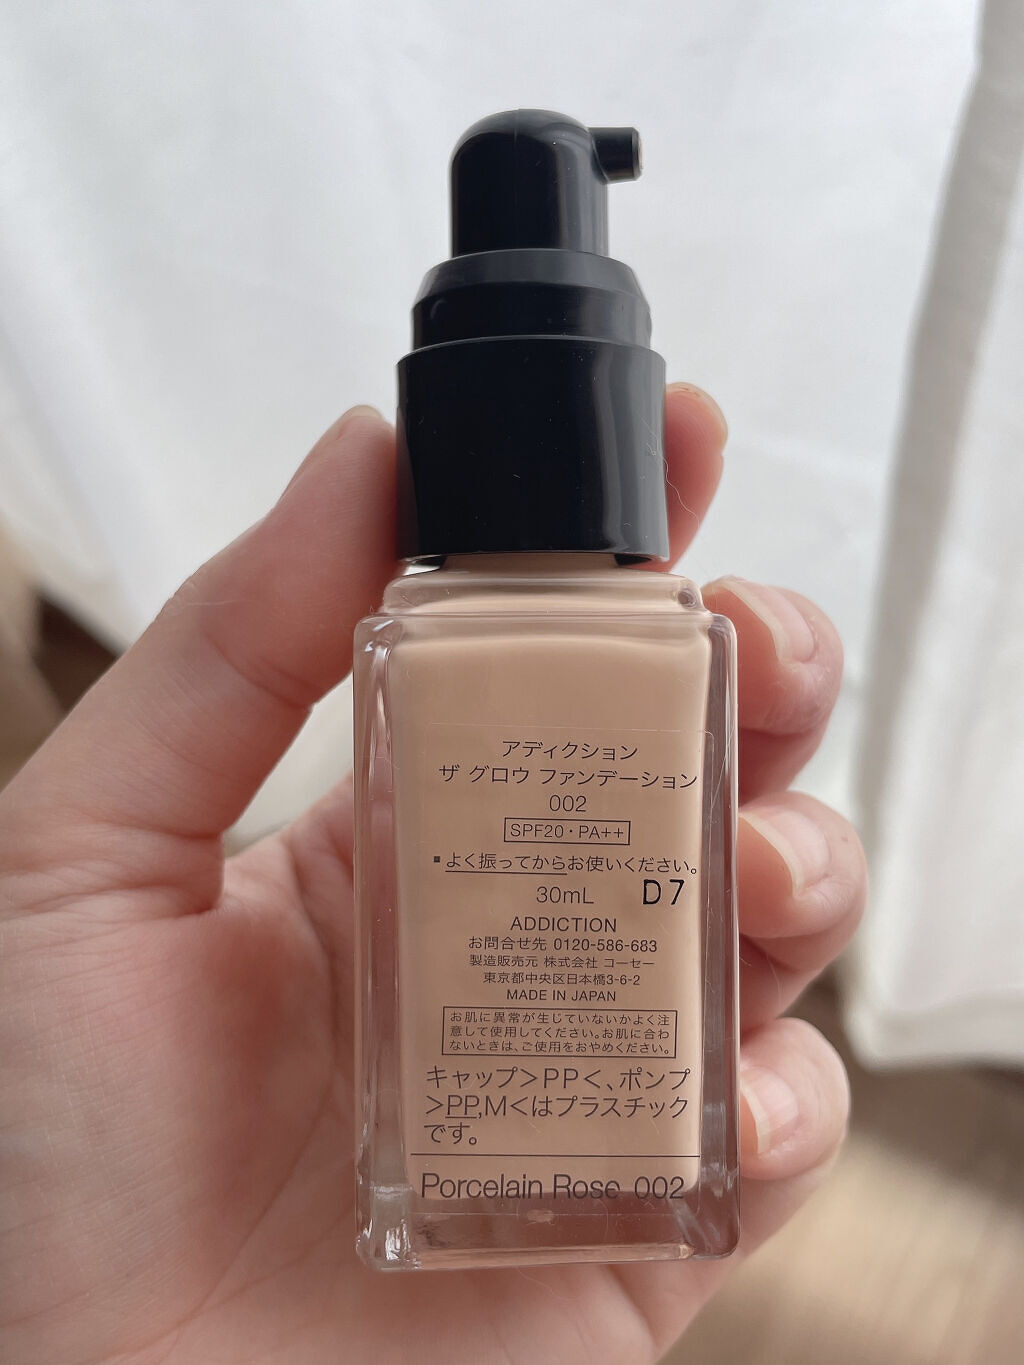 アディクション
ザ グロウ ファンデーション
002
SPF20・PA++
▪よく振ってからお使いください。
30mL D7
ADDICTION
お問合せ先 0120-586-683
製造販売元 株式会社 コーセー
東京都中央区日本橋3-6-2
MADE IN JAPAN
お肌に異常が生じていないかよく注
意して使用してください。お肌に合わ
ないときは、ご使用をおやめください。
キャップ>PP<、ポンプ
>PP,M<はプラスチック
です。
Porcelain Rose 002